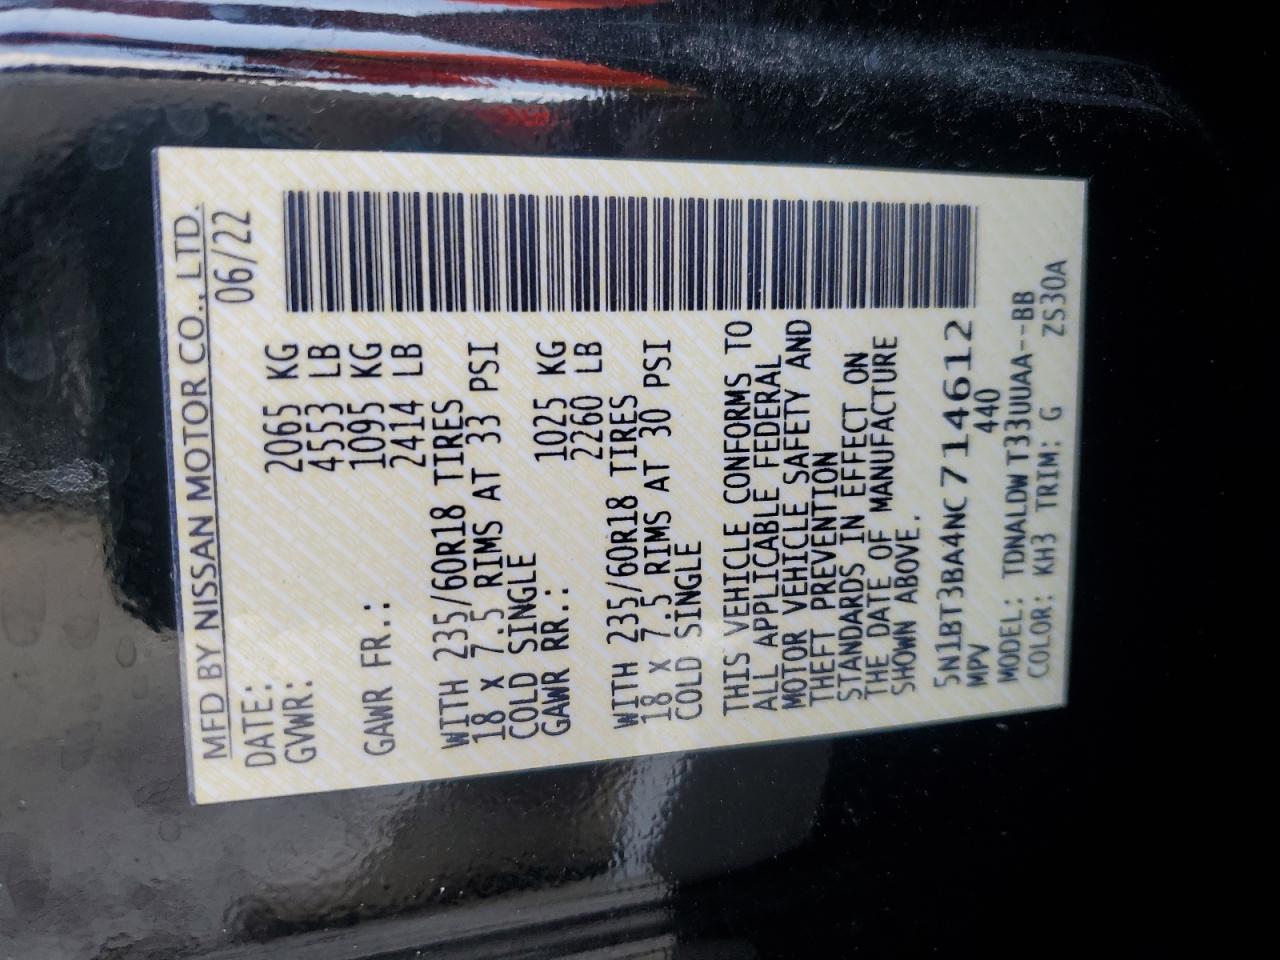 MFD BY NISSAN MOTOR CO., LTD.
DATE: 06/22
GVWR: 2065 KG
4553 LB
GAWR FR.: 1095 KG
2414 LB
WITH 235/60R18 TIRES
18 x 7.5 RIMS AT 33 PSI
COLD SINGLE
GAWR RR.: 1025 KG
2260 LB
WITH 235/60R18 TIRES
18 x 7.5 RIMS AT 30 PSI
COLD SINGLE
THIS VEHICLE CONFORMS TO
ALL APPLICABLE FEDERAL
MOTOR VEHICLE SAFETY AND
THEFT PREVENTION
STANDARDS IN EFFECT ON
THE DATE OF MANUFACTURE
SHOWN ABOVE.
5N1BT3BA4NC714612
MPV 440
MODEL: TDNALDWT33UUAA--BB
COLOR: KH3 TRIM: G ZS30A